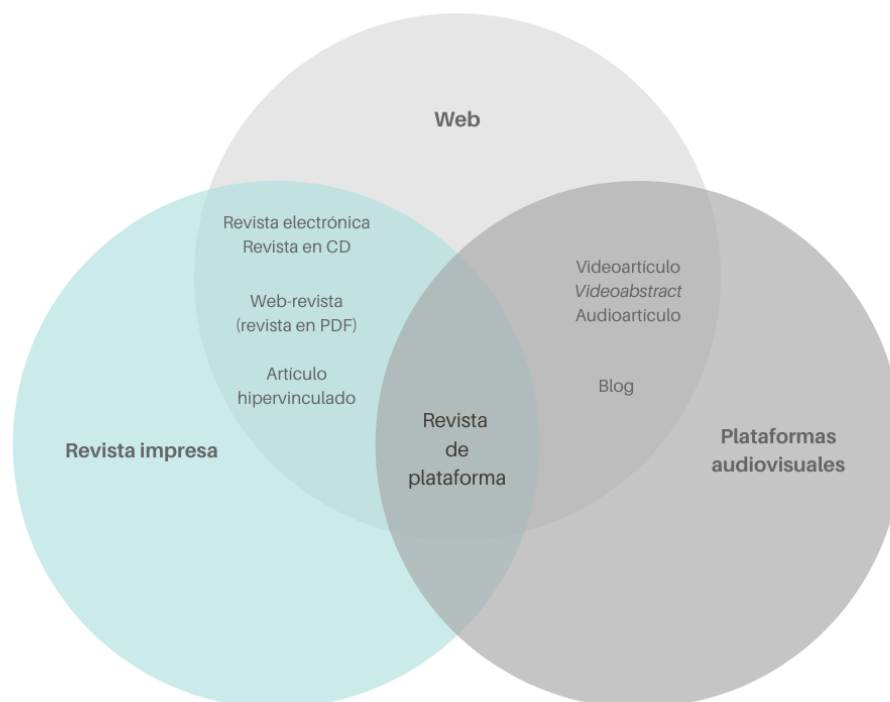 Web
Revista electrónica
Revista en CD
Web-revista
(revista en PDF)
Artículo
hipervinculado
Videoartículo
Videoabstract
Audioartículo
Blog
Revista
de
plataforma
Revista impresa
Plataformas
audiovisuales